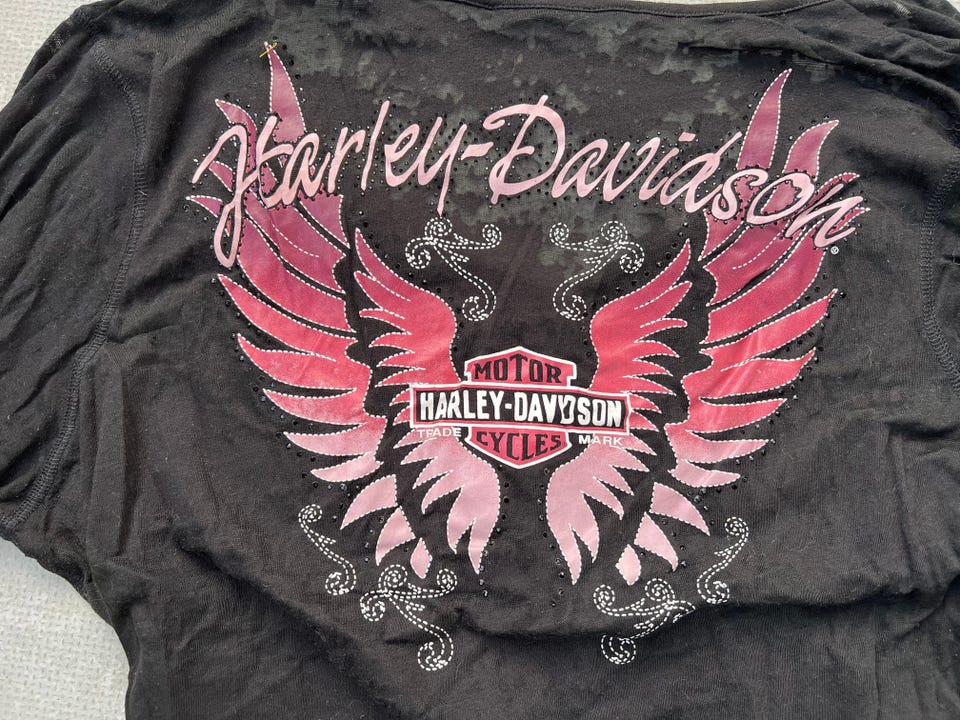 Harley-Davidson®
MOTOR
HARLEY-DAVIDSON
TRADE CYCLES MARK